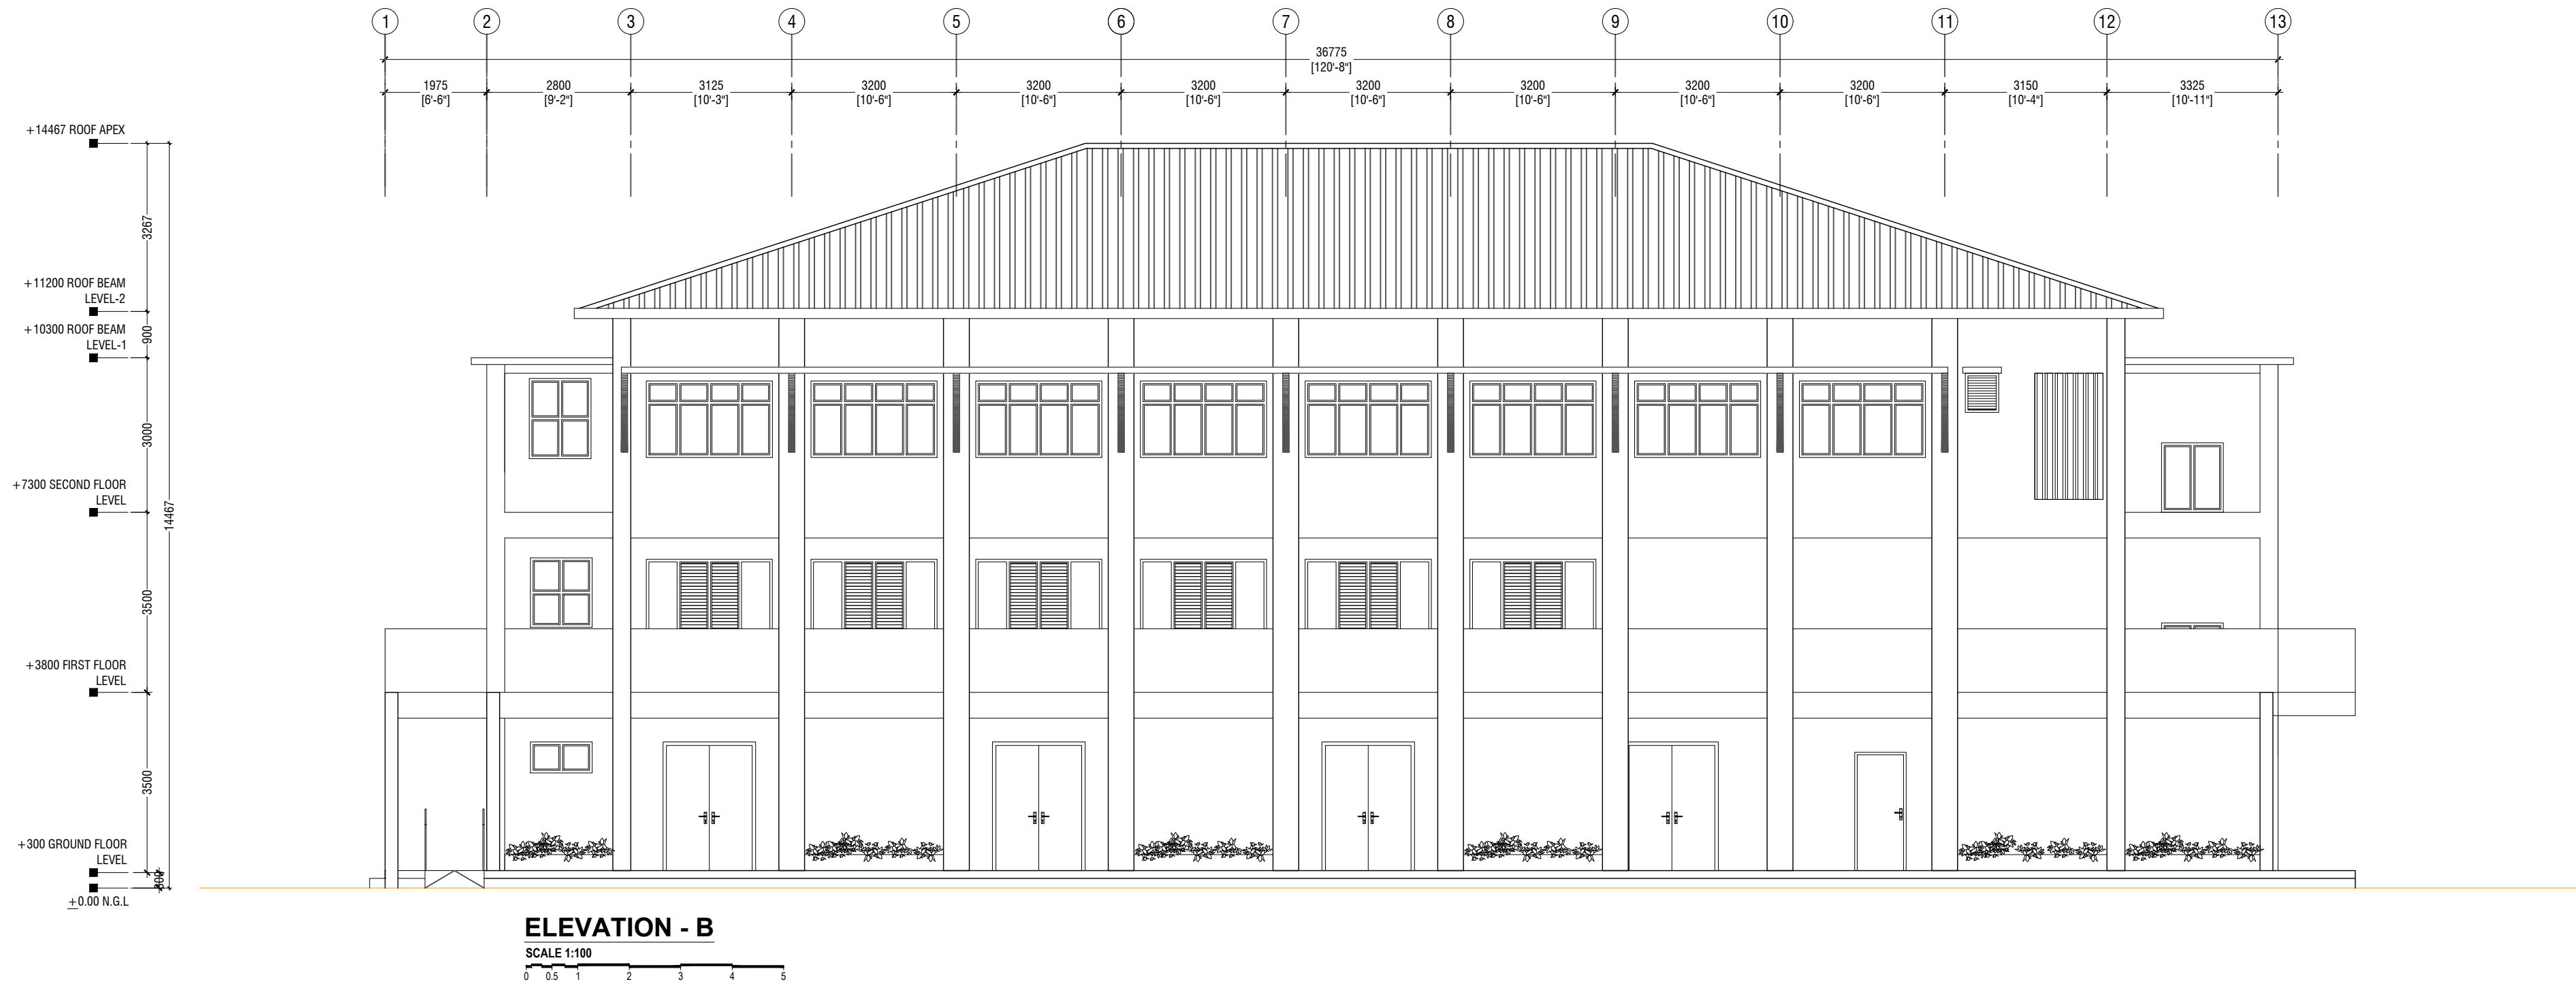 1 2 3 4 5 6 7 8 9 10 11 12 13
36775
[120'-8"]
1975 2800 3125 3200 3200 3200 3200 3200 3200 3200 3150 3325
[6'-6"] [9'-2"] [10'-3"] [10'-6"] [10'-6"] [10'-6"] [10'-6"] [10'-6"] [10'-6"] [10'-6"] [10'-4"] [10'-11"]
+14467 ROOF APEX
3267
+11200 ROOF BEAM
LEVEL-2
900
+10300 ROOF BEAM
LEVEL-1
3000
+7300 SECOND FLOOR
LEVEL
14467
3500
+3800 FIRST FLOOR
LEVEL
3500
+300 GROUND FLOOR
LEVEL
300
+0.00 N.G.L
ELEVATION - B
SCALE 1:100
0 0.5 1 2 3 4 5